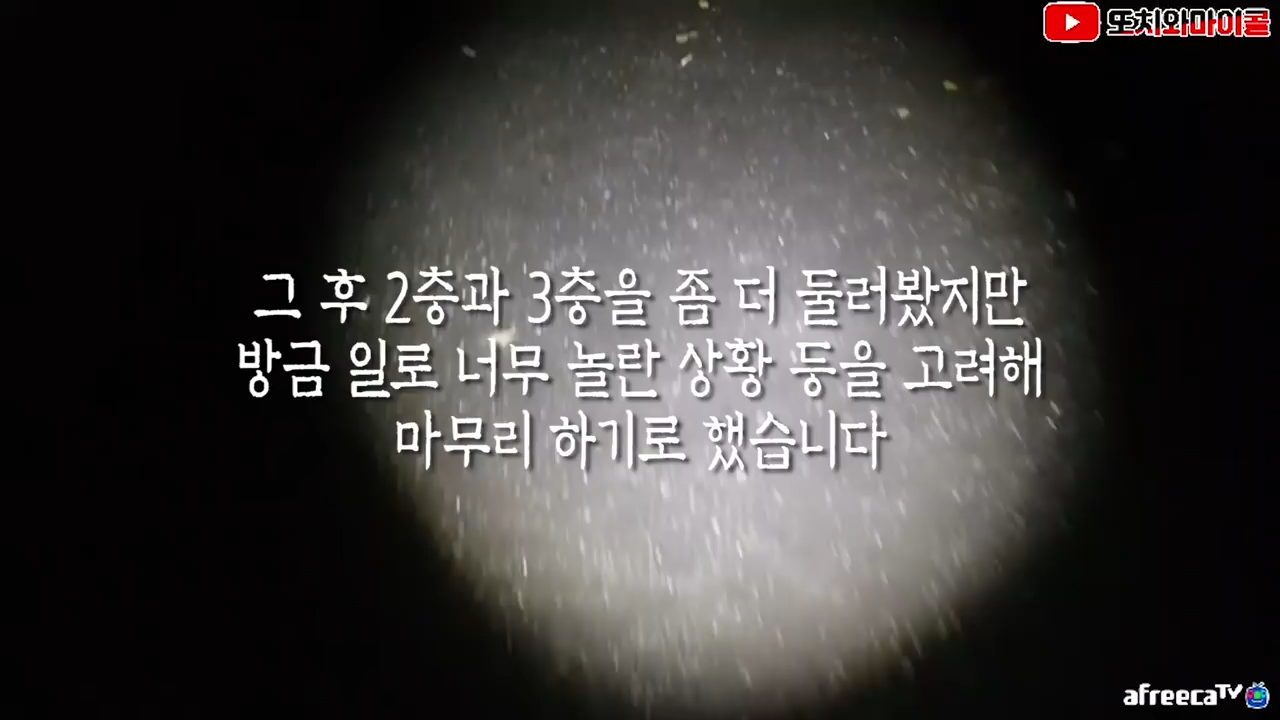 또치와마이콜
그 후 2층과 3층을 좀 더 둘러봤지만
방금 일로 너무 놀란 상황 등을 고려해
마무리 하기로 했습니다
afreecaTV